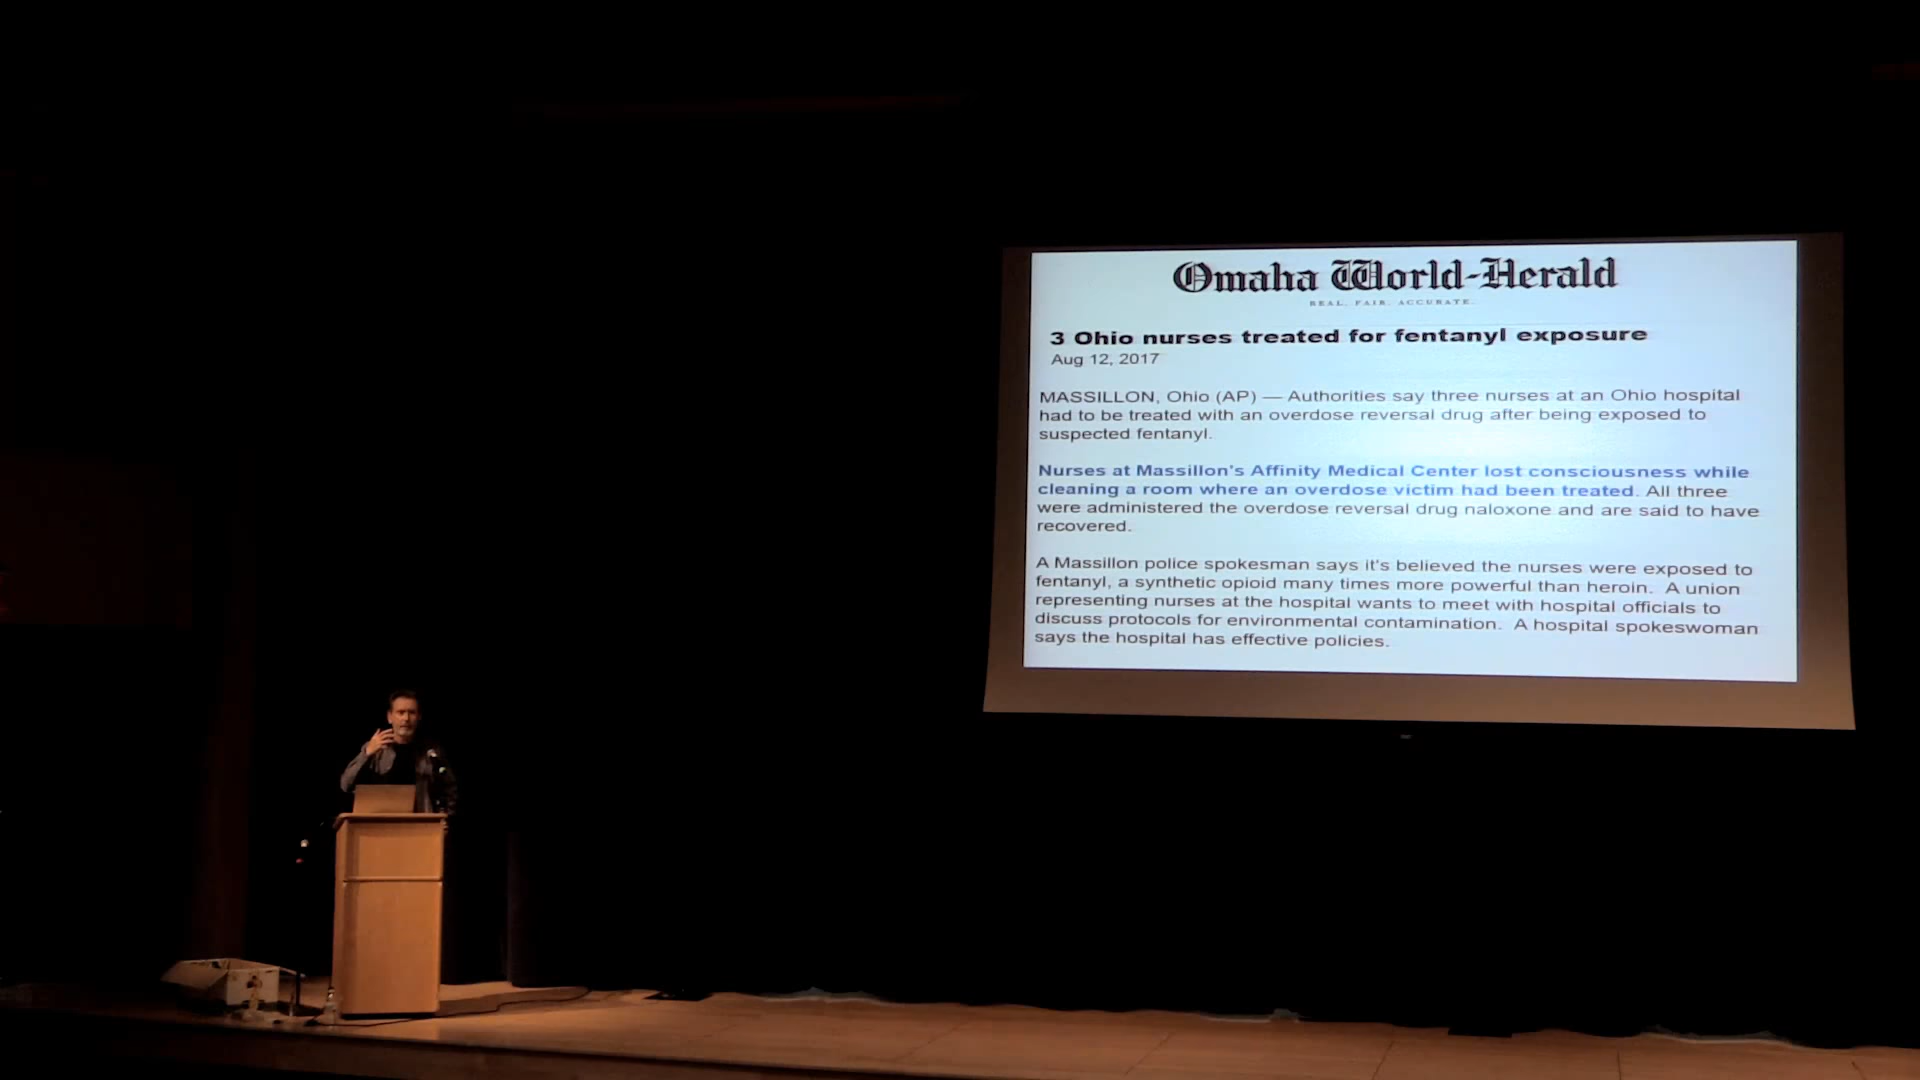 Omaha World-Herald
REAL. FAIR. ACCURATE.
3 Ohio nurses treated for fentanyl exposure
Aug 12, 2017
MASSILLON, Ohio (AP) — Authorities say three nurses at an Ohio hospital
had to be treated with an overdose reversal drug after being exposed to
suspected fentanyl.
Nurses at Massillon's Affinity Medical Center lost consciousness while
cleaning a room where an overdose victim had been treated. All three
were administered the overdose reversal drug naloxone and are said to have
recovered.
A Massillon police spokesman says it's believed the nurses were exposed to
fentanyl, a synthetic opioid many times more powerful than heroin. A union
representing nurses at the hospital wants to meet with hospital officials to
discuss protocols for environmental contamination. A hospital spokeswoman
says the hospital has effective policies.